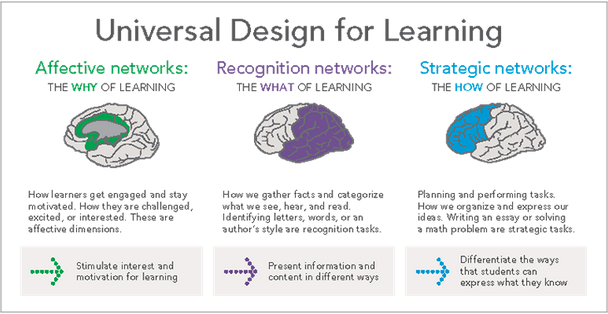 Universal Design for Learning
Affective networks:
THE WHY OF LEARNING
How learners get engaged and stay
motivated. How they are challenged,
excited, or interested. These are
affective dimensions.
Stimulate interest and
motivation for learning
Recognition networks:
THE WHAT OF LEARNING
How we gather facts and categorize
what we see, hear, and read.
Identifying letters, words, or an
author's style are recognition tasks.
Present information and
content in different ways
Strategic networks:
THE HOW OF LEARNING
Planning and performing tasks.
How we organize and express our
ideas. Writing an essay or solving
a math problem are strategic tasks.
Differentiate the ways
that students can
express what they know